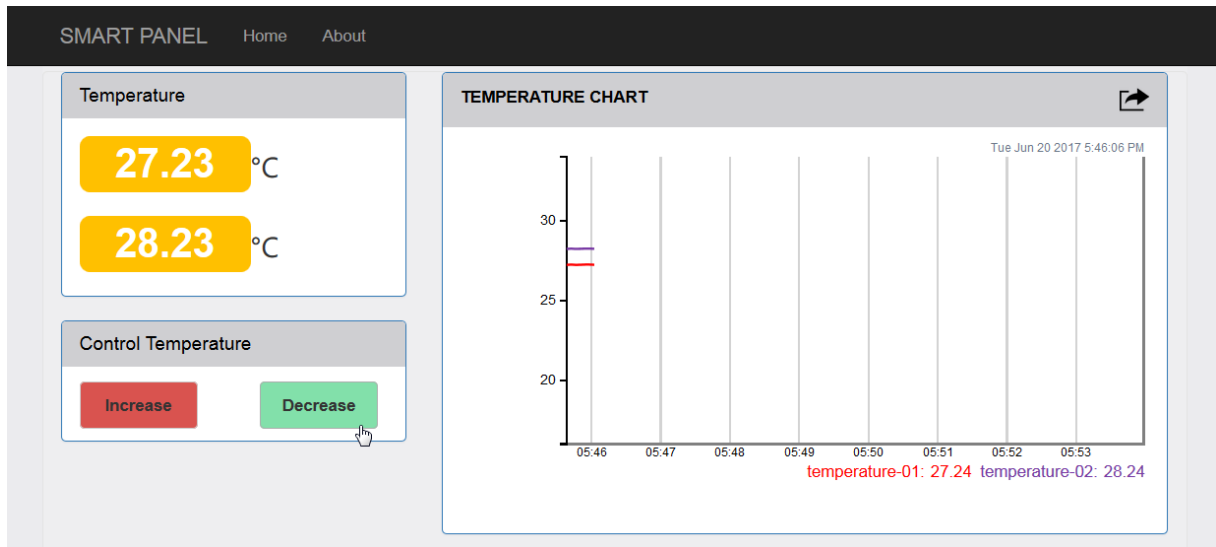 SMART PANEL Home About
Temperature
27.23 °C
28.23 °C
Control Temperature
Increase Decrease
TEMPERATURE CHART
Tue Jun 20 2017 5:46:06 PM
30
25
20
05:46 05:47 05:48 05:49 05:50 05:51 05:52 05:53
temperature-01: 27.24 temperature-02: 28.24